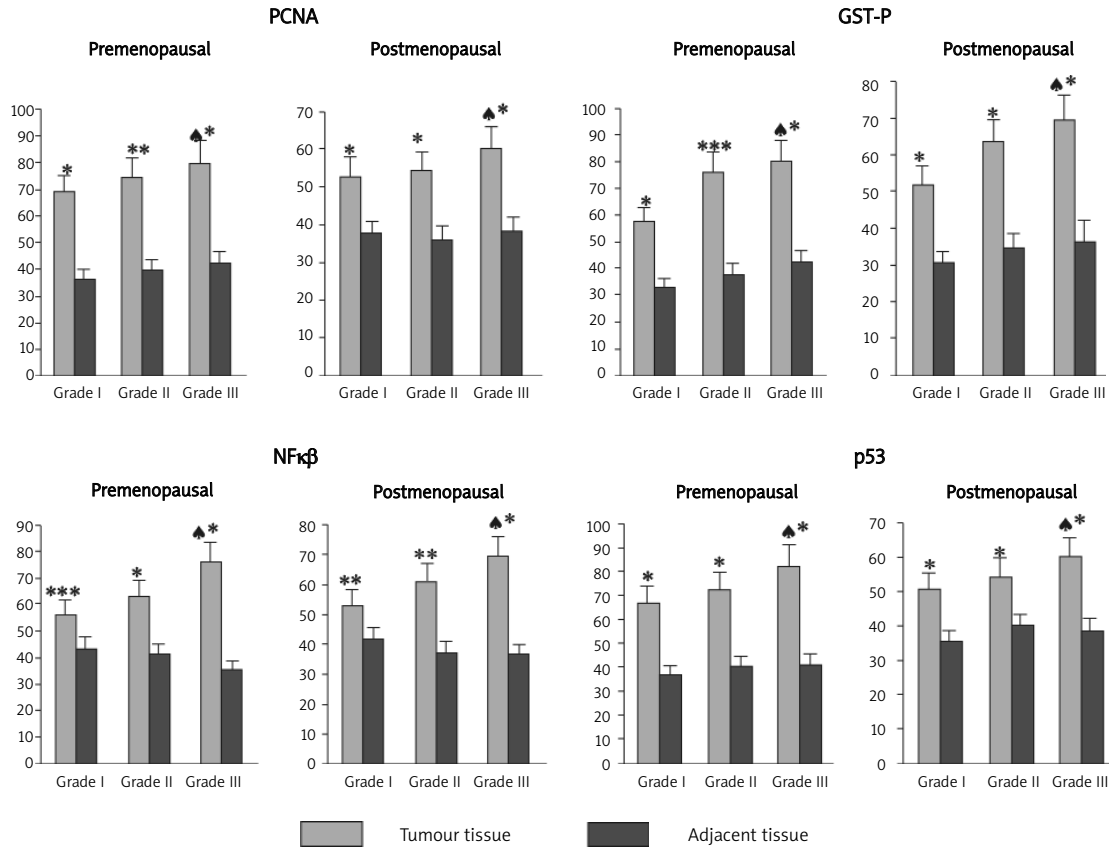 PCNA
GST-P
Premenopausal
Postmenopausal
Premenopausal
Postmenopausal
100
90
80
70
60
50
40
30
20
10
0
* ** ♠*
Grade I Grade II Grade III
70
60
50
40
30
20
10
0
* * ♠*
Grade I Grade II Grade III
100
90
80
70
60
50
40
30
20
10
0
* *** ♠*
Grade I Grade II Grade III
80
70
60
50
40
30
20
10
0
* * ♠*
Grade I Grade II Grade III
NFκβ
p53
Premenopausal
Postmenopausal
Premenopausal
Postmenopausal
90
80
70
60
50
40
30
20
10
0
*** * ♠*
Grade I Grade II Grade III
80
70
60
50
40
30
20
10
0
** ** ♠*
Grade I Grade II Grade III
100
90
80
70
60
50
40
30
20
10
0
* * ♠*
Grade I Grade II Grade III
70
60
50
40
30
20
10
0
* * ♠*
Grade I Grade II Grade III
Tumour tissue
Adjacent tissue